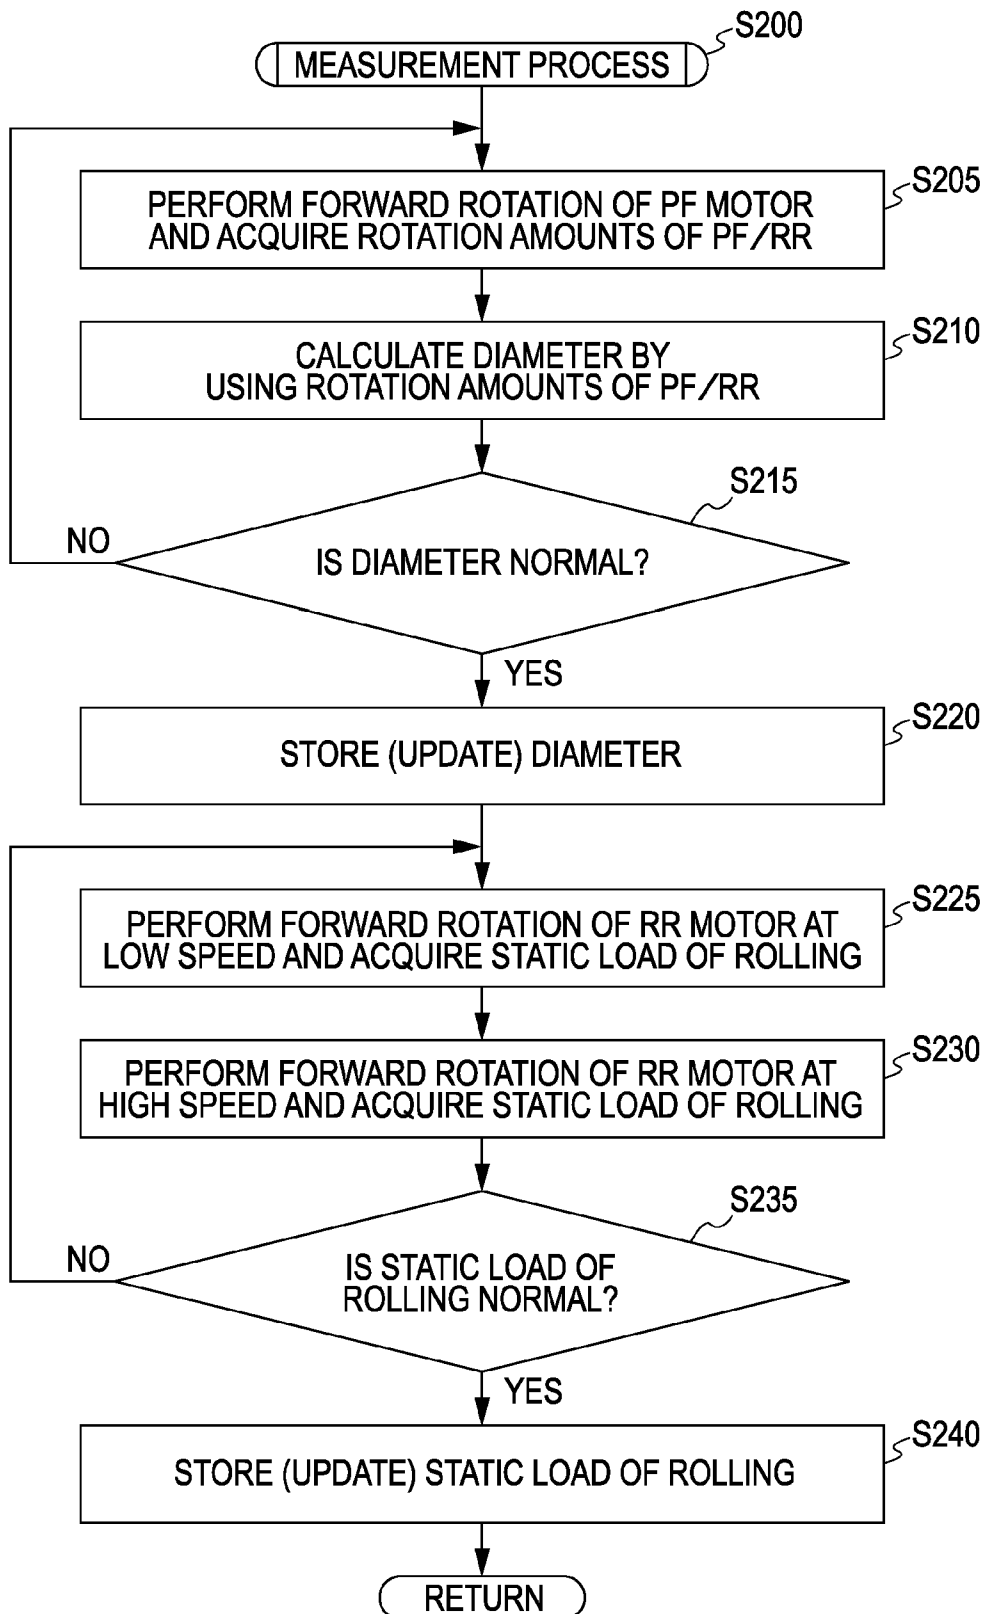 S200
MEASUREMENT PROCESS
S205
PERFORM FORWARD ROTATION OF PF MOTOR
AND ACQUIRE ROTATION AMOUNTS OF PF/RR
S210
CALCULATE DIAMETER BY
USING ROTATION AMOUNTS OF PF/RR
S215
NO
IS DIAMETER NORMAL?
YES
S220
STORE (UPDATE) DIAMETER
S225
PERFORM FORWARD ROTATION OF RR MOTOR AT
LOW SPEED AND ACQUIRE STATIC LOAD OF ROLLING
S230
PERFORM FORWARD ROTATION OF RR MOTOR AT
HIGH SPEED AND ACQUIRE STATIC LOAD OF ROLLING
S235
NO
IS STATIC LOAD OF
ROLLING NORMAL?
YES
S240
STORE (UPDATE) STATIC LOAD OF ROLLING
RETURN